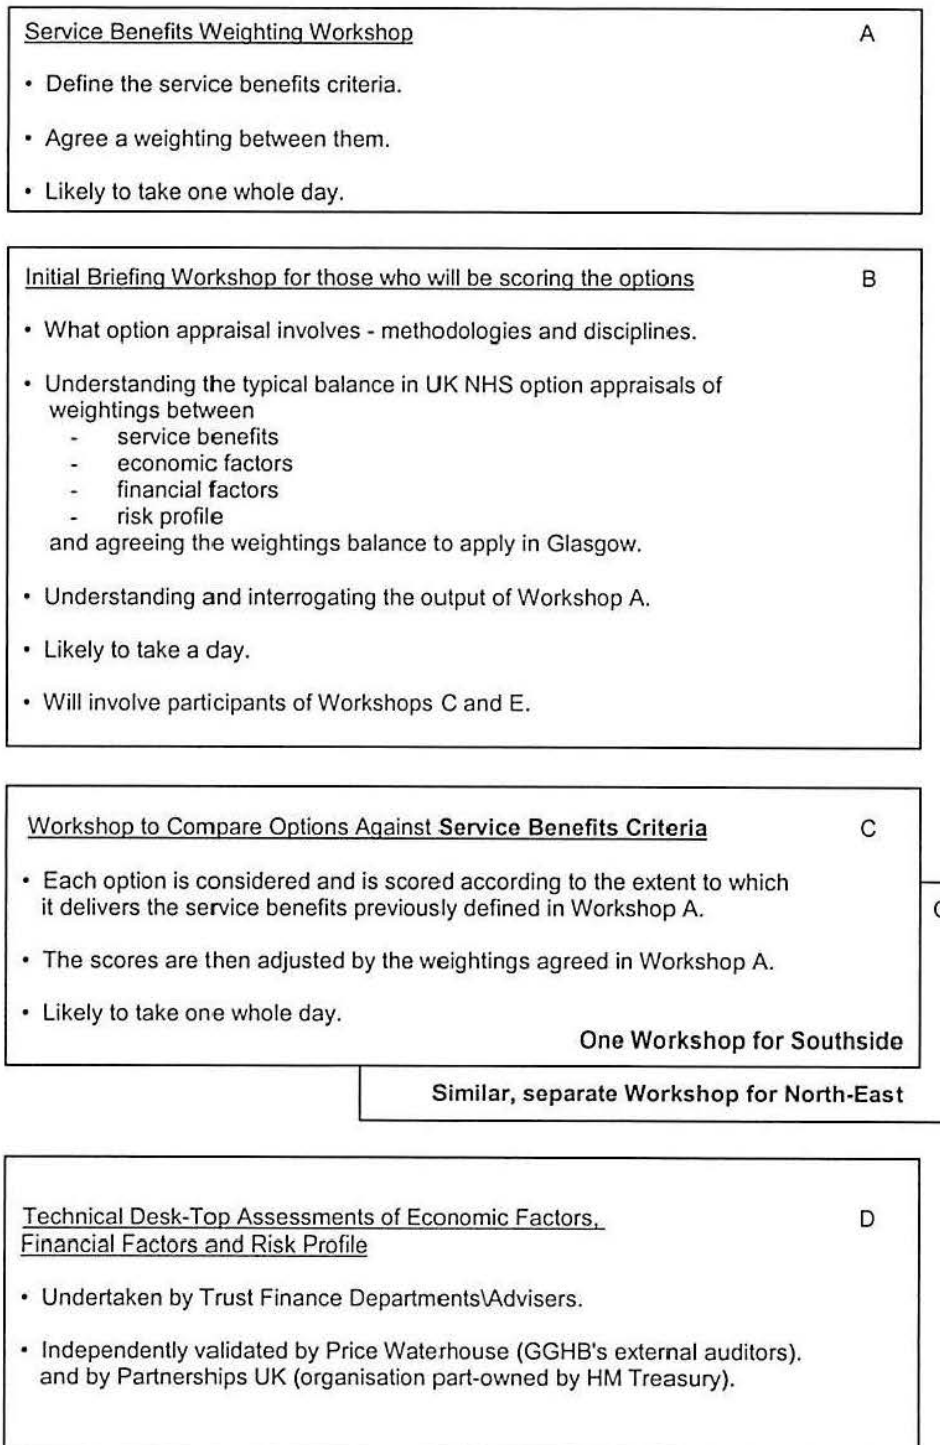 Service Benefits Weighting Workshop A
• Define the service benefits criteria.
• Agree a weighting between them.
• Likely to take one whole day.
Initial Briefing Workshop for those who will be scoring the options B
• What option appraisal involves - methodologies and disciplines.
• Understanding the typical balance in UK NHS option appraisals of
weightings between
- service benefits
- economic factors
- financial factors
- risk profile
and agreeing the weightings balance to apply in Glasgow.
• Understanding and interrogating the output of Workshop A.
• Likely to take a day.
• Will involve participants of Workshops C and E.
Workshop to Compare Options Against Service Benefits Criteria C
• Each option is considered and is scored according to the extent to which
it delivers the service benefits previously defined in Workshop A.
• The scores are then adjusted by the weightings agreed in Workshop A.
• Likely to take one whole day.
One Workshop for Southside
Similar, separate Workshop for North-East
Technical Desk-Top Assessments of Economic Factors, D
Financial Factors and Risk Profile
• Undertaken by Trust Finance Departments\Advisers.
• Independently validated by Price Waterhouse (GGHB's external auditors).
and by Partnerships UK (organisation part-owned by HM Treasury).